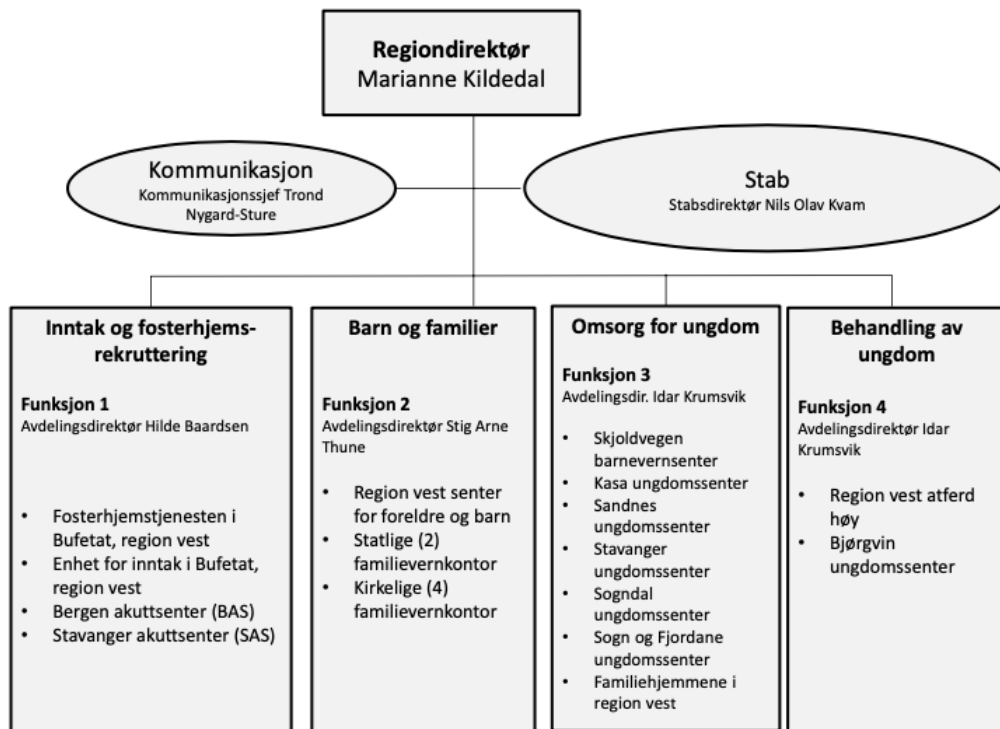 Regiondirektør
Marianne Kildedal
Kommunikasjon
Kommunikasjonssjef Trond
Nygard-Sture
Stab
Stabsdirektør Nils Olav Kvam
Inntak og fosterhjems-
rekruttering
Funksjon 1
Avdelingsdirektør Hilde Baardsen
• Fosterhjemstjenesten i
Bufetat, region vest
• Enhet for inntak i Bufetat,
region vest
• Bergen akuttsenter (BAS)
• Stavanger akuttsenter (SAS)
Barn og familier
Funksjon 2
Avdelingsdirektør Stig Arne
Thune
• Region vest senter
for foreldre og barn
• Statlige (2)
familievernkontor
• Kirkelige (4)
familievernkontor
Omsorg for ungdom
Funksjon 3
Avdelingsdir. Idar Krumsvik
• Skjoldvegen
barnevernsenter
• Kasa ungdomssenter
• Sandnes
ungdomssenter
• Stavanger
ungdomssenter
• Sogndal
ungdomssenter
• Sogn og Fjordane
ungdomssenter
• Familiehjemmene i
region vest
Behandling av
ungdom
Funksjon 4
Avdelingsdirektør Idar
Krumsvik
• Region vest atferd
høy
• Bjørgvin
ungdomssenter